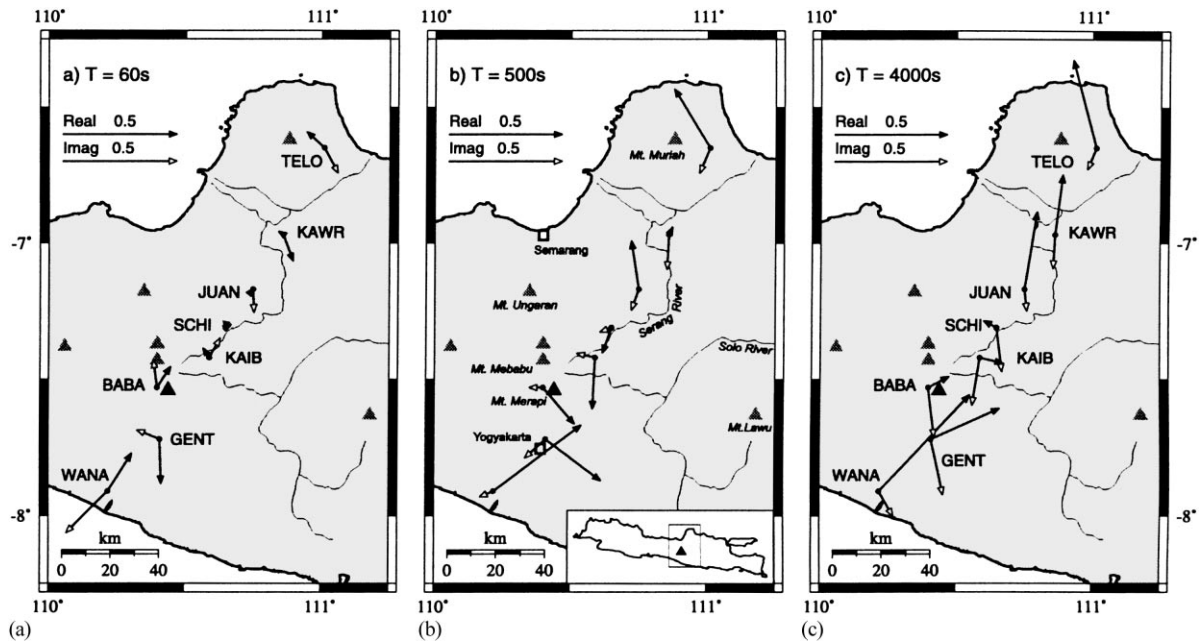 110° 111° 110° 111° 110° 111°
a) T = 60s
Real 0.5
Imag 0.5
TELO
KAWR
JUAN
SCHI
KAIB
BABA
GENT
WANA
km
0 20 40
110° 111°
(a)
-7°
-8°
b) T = 500s
Real 0.5
Imag 0.5
Mt. Muriah
Semarang
Mt. Ungaran
Serang River
Solo River
Mt. Mebabu
Mt. Merapi
Mt.Lawu
Yogyakarta
km
0 20 40
110° 111°
(b)
c) T = 4000s
Real 0.5
Imag 0.5
TELO
KAWR
JUAN
SCHI
KAIB
BABA
GENT
WANA
km
0 20 40
110° 111°
(c)
-7°
-8°